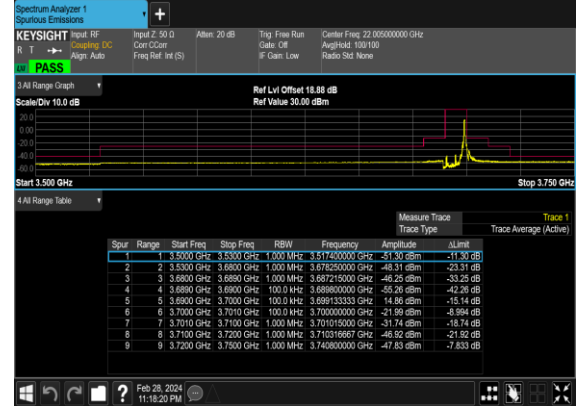 Spectrum Analyzer 1
Spurious Emissions
KEYSIGHT Input: RF Input Z: 50 Ω Atten: 20 dB Trig: Free Run Center Freq: 22.005000000 GHz
R T Coupling: DC Corr CCorr Gate: Off Avg|Hold: 100/100
Align: Auto Freq Ref: Int (S) IF Gain: Low Radio Std: None
LXI PASS
3 All Range Graph Ref Lvl Offset 18.88 dB
Scale/Div 10.0 dB Ref Value 30.00 dBm
20.0
0.00
-20.0
-40.0
-60.0
Start 3.500 GHz Stop 3.750 GHz
4 All Range Table
Measure Trace Trace 1
Trace Type Trace Average (Active)
Spur Range Start Freq Stop Freq RBW Frequency Amplitude ΔLimit
1 1 3.5000 GHz 3.5300 GHz 1.000 MHz 3.517400000 GHz -51.30 dBm -11.30 dB
2 2 3.5300 GHz 3.6800 GHz 1.000 MHz 3.678250000 GHz -48.31 dBm -23.31 dB
3 3 3.6800 GHz 3.6890 GHz 1.000 MHz 3.687215000 GHz -46.25 dBm -33.25 dB
4 4 3.6890 GHz 3.6900 GHz 100.0 kHz 3.689800000 GHz -55.26 dBm -42.26 dB
5 5 3.6900 GHz 3.7000 GHz 100.0 kHz 3.699133333 GHz 14.86 dBm -15.14 dB
6 6 3.7000 GHz 3.7010 GHz 100.0 kHz 3.700000000 GHz -21.99 dBm -8.994 dB
7 7 3.7010 GHz 3.7100 GHz 1.000 MHz 3.701015000 GHz -31.74 dBm -18.74 dB
8 8 3.7100 GHz 3.7200 GHz 1.000 MHz 3.710316667 GHz -46.92 dBm -21.92 dB
9 9 3.7200 GHz 3.7500 GHz 1.000 MHz 3.740800000 GHz -47.83 dBm -7.833 dB
? Feb 28, 2024
11:18:20 PM